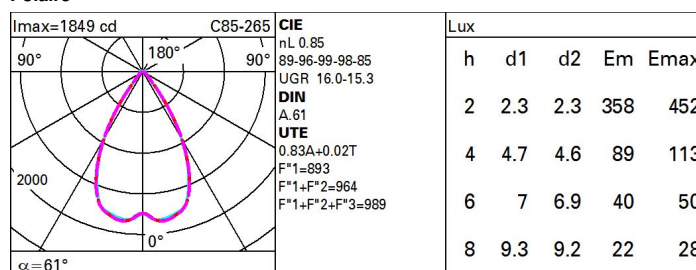 Imax=1849 cd C85-265
90° 180° 90°
2000
0°
α=61°
CIE
nL 0.85
89-96-99-98-85
UGR 16.0-15.3
DIN
A.61
UTE
0.83A+0.02T
F"1=893
F"1+F"2=964
F"1+F"2+F"3=989
Lux
h d1 d2 Em Emax
2 2.3 2.3 358 452
4 4.7 4.6 89 113
6 7 6.9 40 50
8 9.3 9.2 22 28